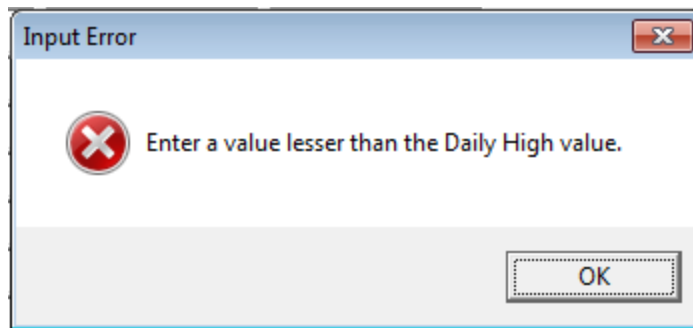 Input Error
Enter a value lesser than the Daily High value.
OK